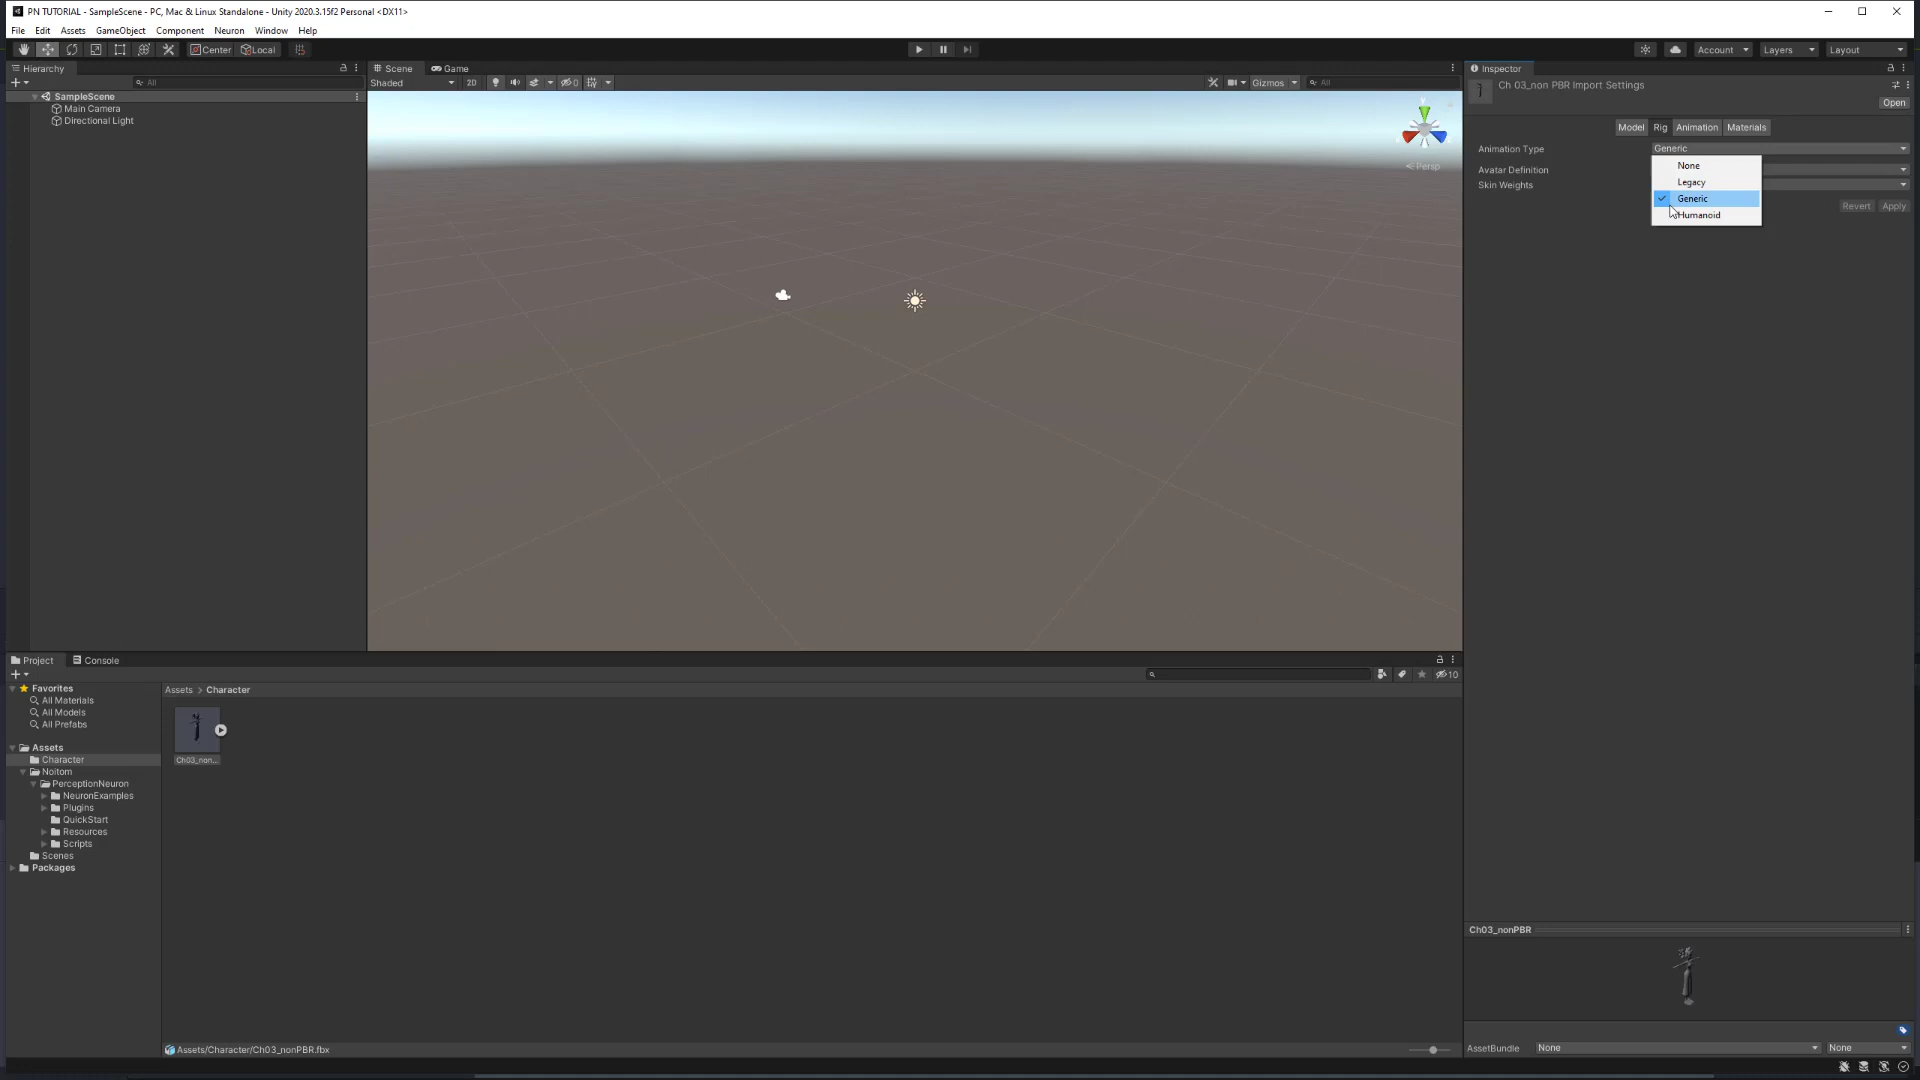 PN TUTORIAL - SampleScene - PC, Mac & Linux Standalone - Unity 2020.3.15f2 Personal <DX11>
File Edit Assets GameObject Component Neuron Window Help
Center Local Account Layers Layout
Hierarchy
All
SampleScene
Main Camera
Directional Light
Scene Game
Shaded 2D 0 Gizmos All
Persp
Inspector
Ch 03_non PBR Import Settings
Open
Model Rig Animation Materials
Animation Type Generic
None
Avatar Definition
Legacy
Skin Weights
Generic
Revert Apply
Humanoid
Project Console
10
Favorites
All Materials
All Models
All Prefabs
Assets
Character
Noitom
PerceptionNeuron
NeuronExamples
Plugins
QuickStart
Resources
Scripts
Scenes
Packages
Assets > Character
Ch03_non...
Assets/Character/Ch03_nonPBR.fbx
Ch03_nonPBR
AssetBundle None None